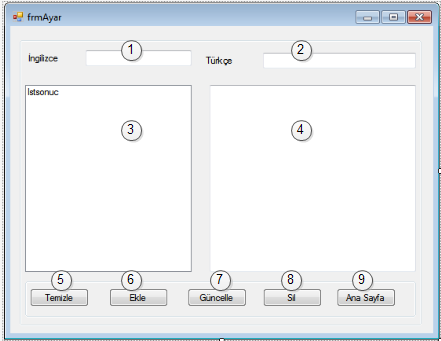 frmAyar
İngilizce
1
Türkçe
2
lstsonuc
3
4
5
6
7
8
9
Temizle
Ekle
Güncelle
Sil
Ana Sayfa